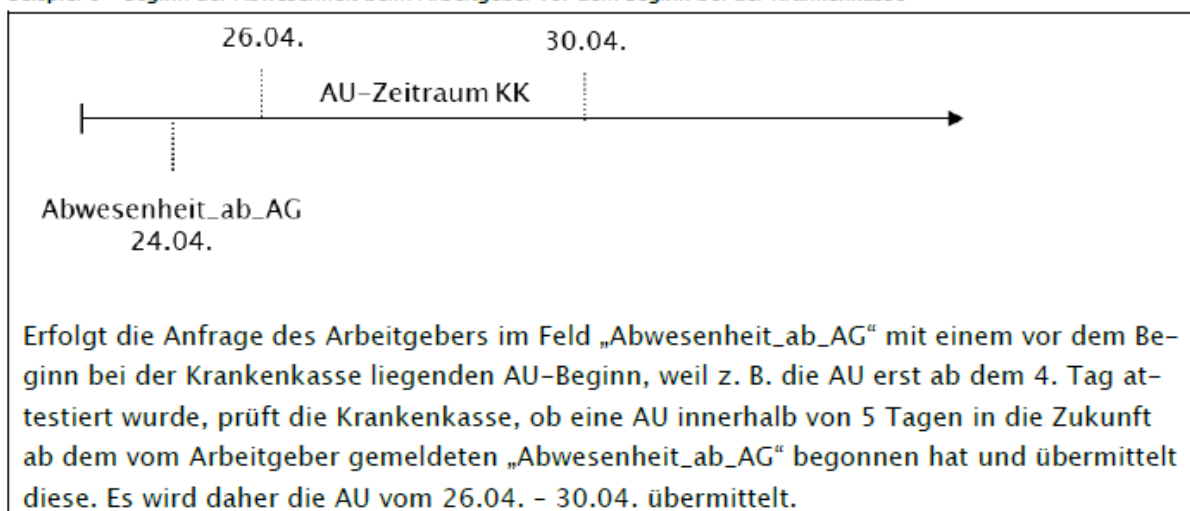 26.04.
30.04.
AU-Zeitraum KK
Abwesenheit_ab_AG
24.04.
Erfolgt die Anfrage des Arbeitgebers im Feld „Abwesenheit_ab_AG“ mit einem vor dem Be-
ginn bei der Krankenkasse liegenden AU-Beginn, weil z. B. die AU erst ab dem 4. Tag at-
testiert wurde, prüft die Krankenkasse, ob eine AU innerhalb von 5 Tagen in die Zukunft
ab dem vom Arbeitgeber gemeldeten „Abwesenheit_ab_AG“ begonnen hat und übermittelt
diese. Es wird daher die AU vom 26.04. – 30.04. übermittelt.